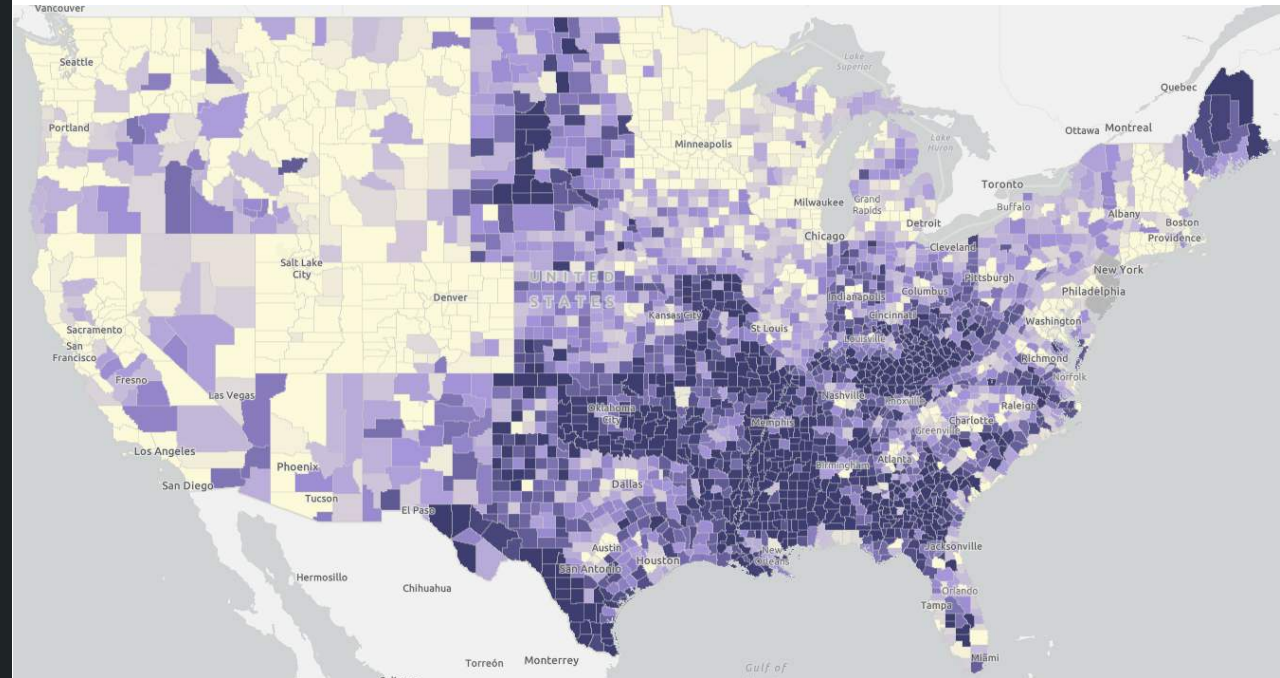 Vancouver
Seattle
Portland
Quebec
Ottawa
Montreal
Lake
Superior
Lake
Huron
Minneapolis
Milwaukee
Grand
Rapids
Detroit
Toronto
Buffalo
Albany
Boston
Providence
Chicago
Cleveland
New York
Pittsburgh
Philadelphia
Salt Lake
City
UNITED
STATES
Denver
Indianapolis
Columbus
Kansas City
Cincinnati
Washington
St Louis
Louisville
Sacramento
San
Francisco
Richmond
Norfolk
Fresno
Las Vegas
Nashville
Knoxville
Raleigh
Oklahoma
City
Memphis
Charlotte
Greenville
Los Angeles
Phoenix
Atlanta
Birmingham
San Diego
Tucson
Dallas
El Paso
Austin
Houston
New
Orleans
Jacksonville
San Antonio
Hermosillo
Chihuahua
Orlando
Tampa
Torreón
Monterrey
Gulf of
Miami